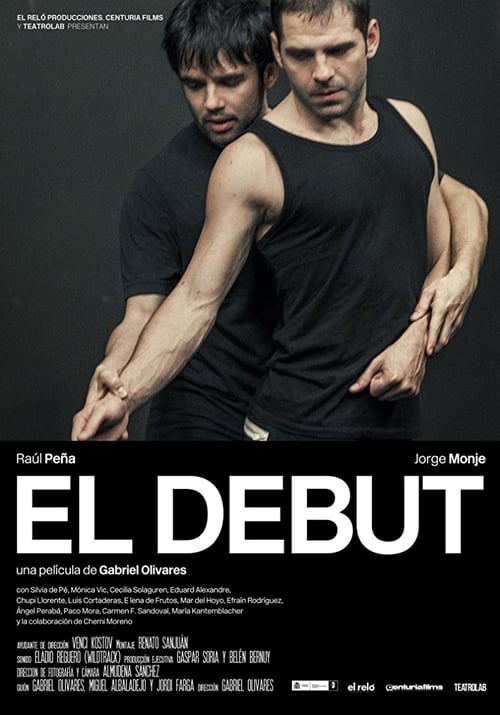 EL RELÓ PRODUCCIONES, CENTURIA FILMS
Y TEATROLAB PRESENTAN
Raúl Peña
Jorge Monje
EL DEBUT
una película de Gabriel Olivares
con Silvia de Pé, Mónica Vic, Cecilia Solaguren, Eduard Alexandre,
Chupi Llorente, Luis Cortaderas, Elena de Frutos, Mar del Hoyo, Efraín Rodríguez,
Ángel Perabá, Paco Mora, Carmen F. Sandoval, María Kantemblacher
y la colaboración de Chemi Moreno
AYUDANTE DE DIRECCIÓN VENCI KOSTOV MONTAJE RENATO SANJUÁN
SONIDO ELADIO REGUERO (WILDTRACK) PRODUCCIÓN EJECUTIVA GASPAR SORIA Y BELÉN BERNUY
DIRECCION DE FOTOGRAFÍA Y CÁMARA ALMUDENA SÁNCHEZ
GUIÓN GABRIEL OLIVARES, MIGUEL ALBALADEJO Y JORDI FARGA DIRECCIÓN GABRIEL OLIVARES
el reló centuriafilms TEATROLAB